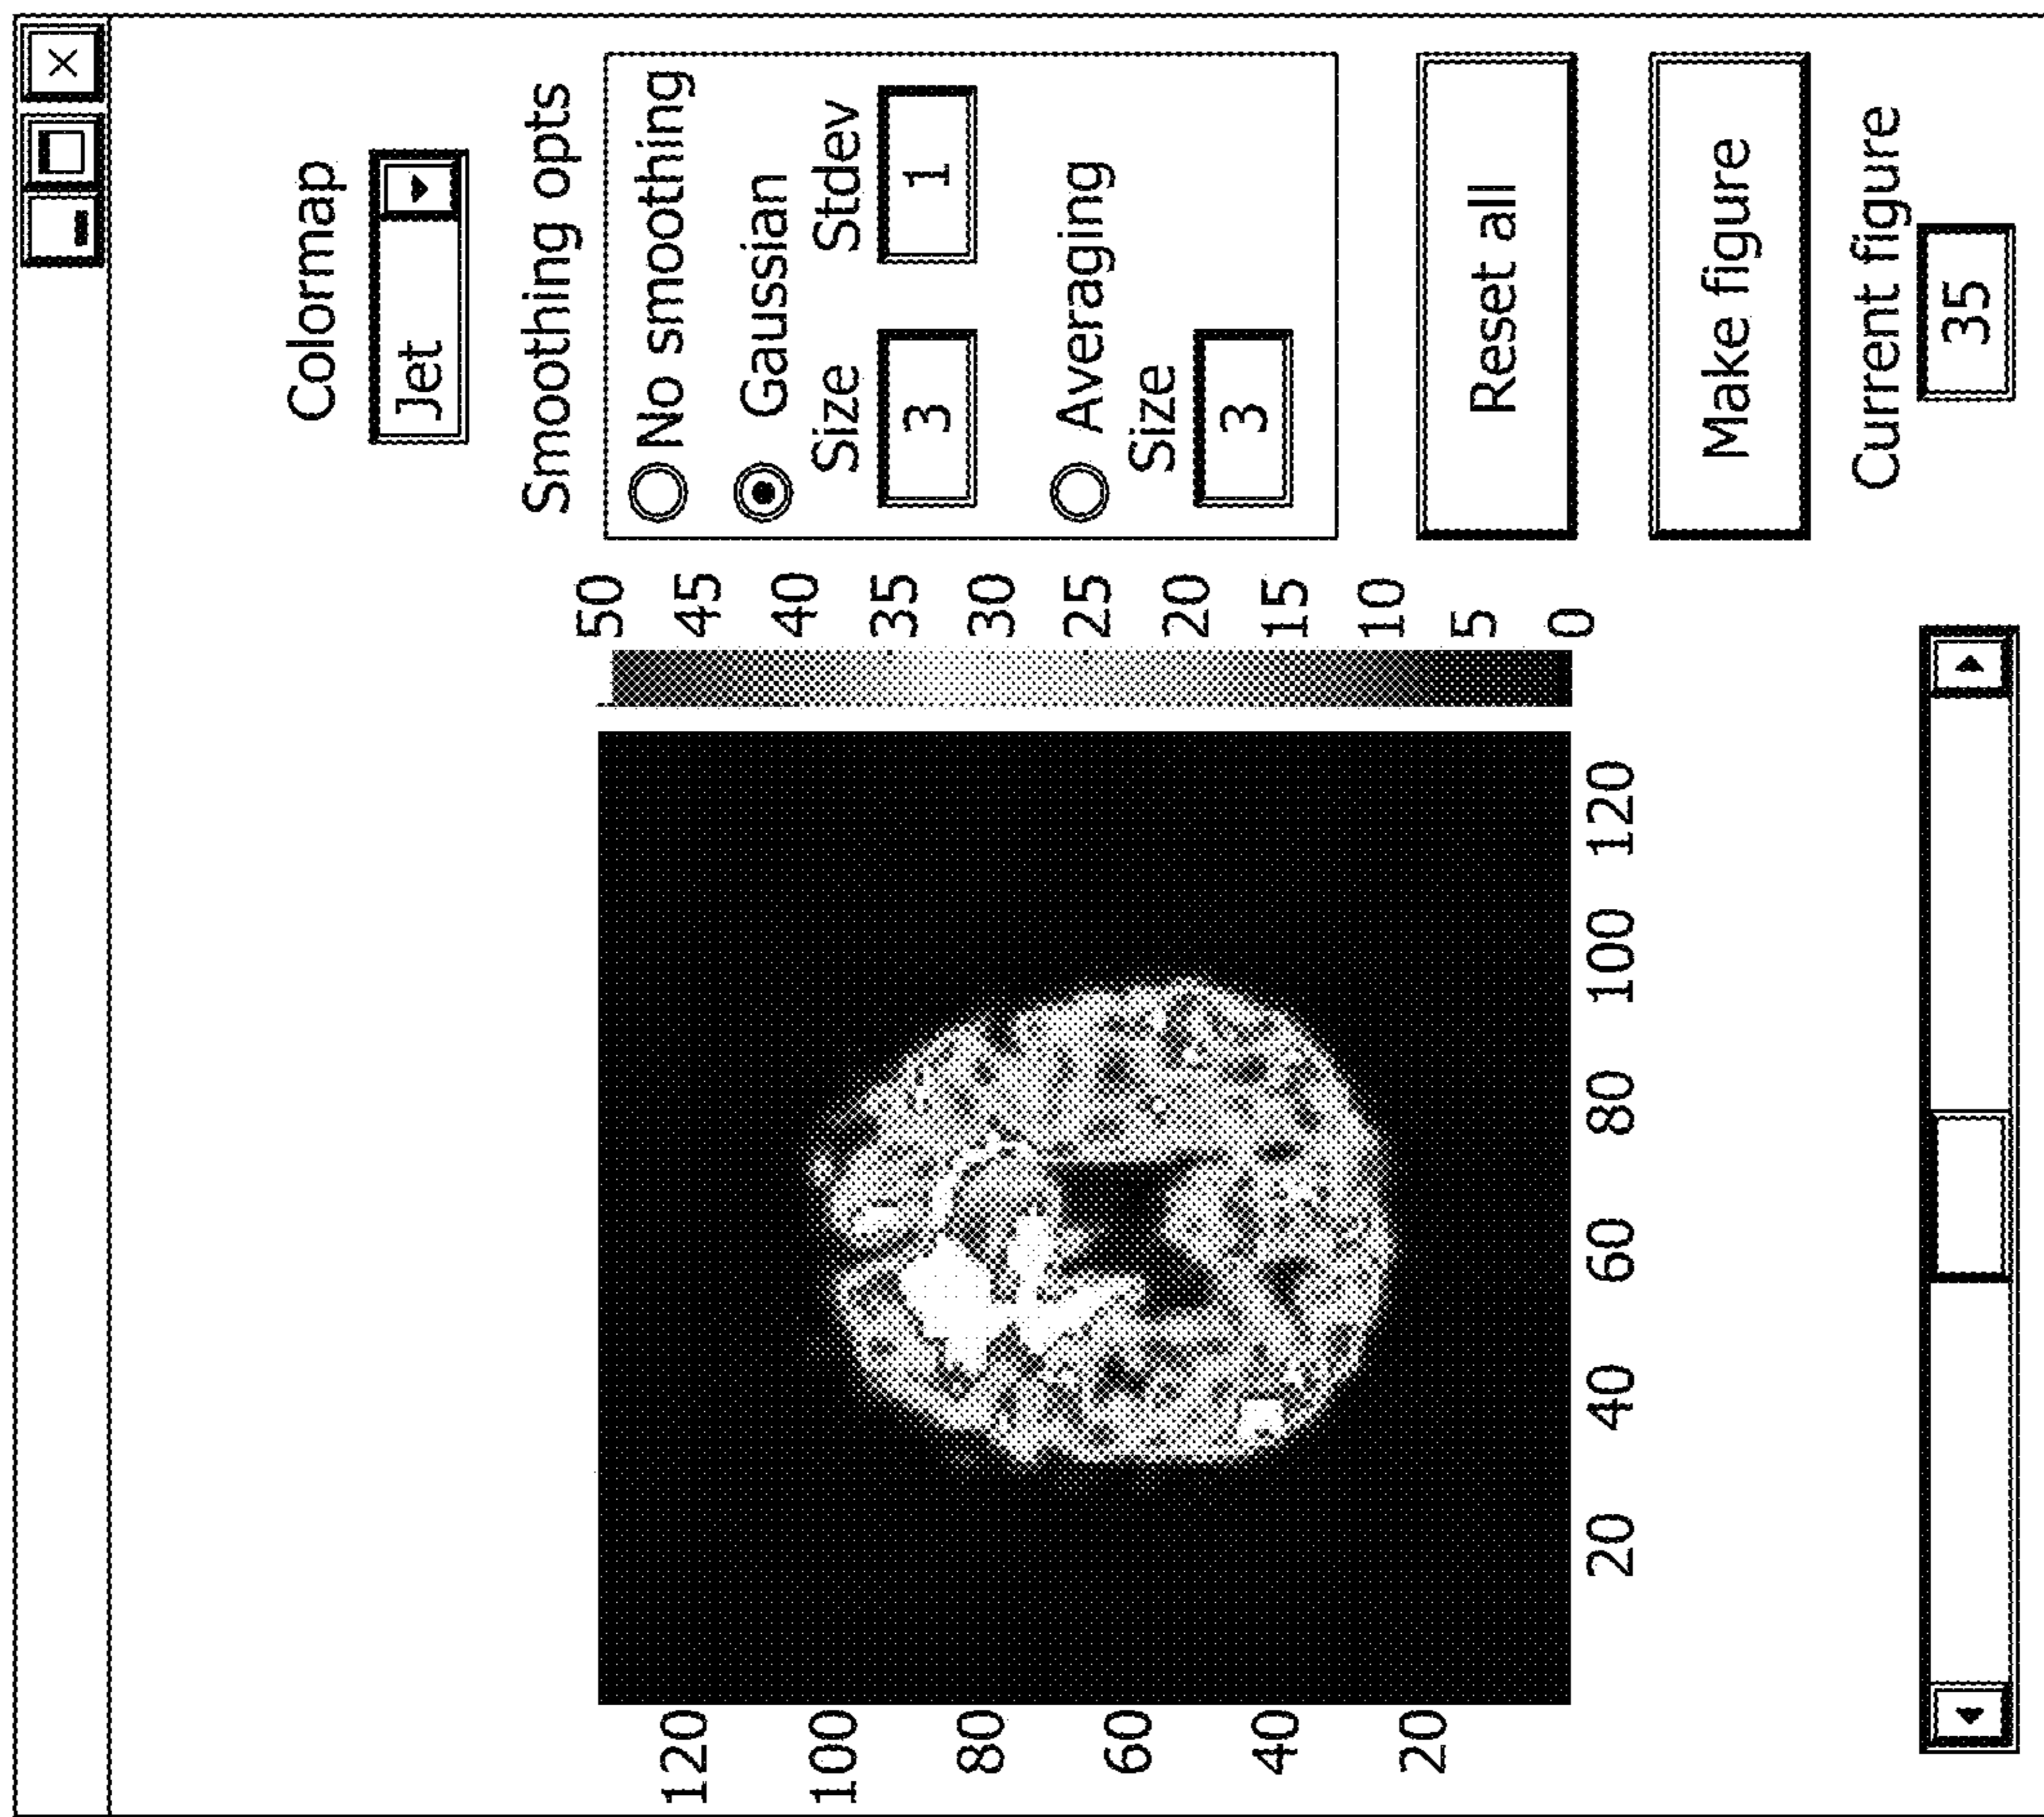 Colormap
Jet
Smoothing opts
No smoothing
Gaussian
Size Stdev
3 1
Averaging
Size
3
Reset all
Make figure
Current figure
35
50
45
40
35
30
25
20
15
10
5
0
120
100
80
60
40
20
20 40 60 80 100 120